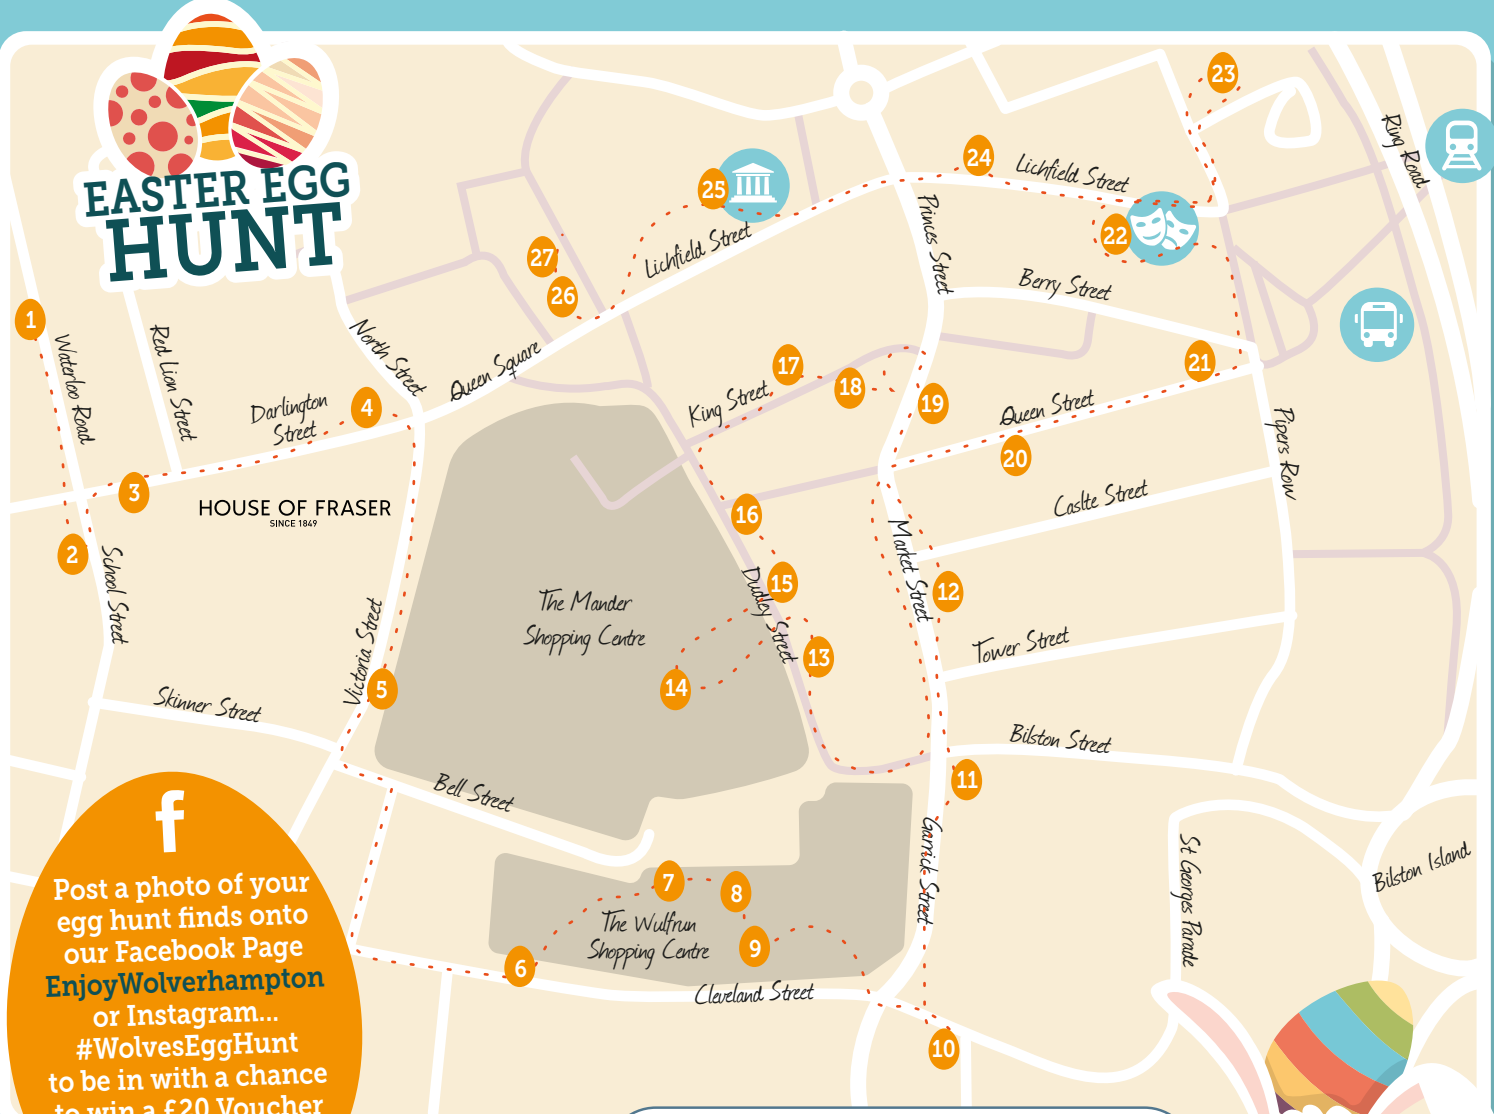 EASTER EGG
HUNT
23
Ring Road
24
Lichfield Street
25
Princes Street
22
Lichfield Street
27
26
Berry Street
1
Waterloo Road
Red Lion Street
North Street
Queen Square
17
18
19
21
King Street
Queen Street
Darlington
Street
4
20
Pipers Row
3
HOUSE OF FRASER
SINCE 1849
Caslte Street
16
Market Street
2
School Street
15
Dudley Street
12
The Mander
Shopping Centre
Victoria Street
Tower Street
13
14
5
Skinner Street
Bilston Street
11
Bell Street
Garrick Street
St Georges Parade
Bilston Island
7
8
The Wulfrun
Shopping Centre
9
6
Cleveland Street
10
f
Post a photo of your
egg hunt finds onto
our Facebook Page
EnjoyWolverhampton
or Instagram...
#WolvesEggHunt
to be in with a chance
to win a £20 Voucher